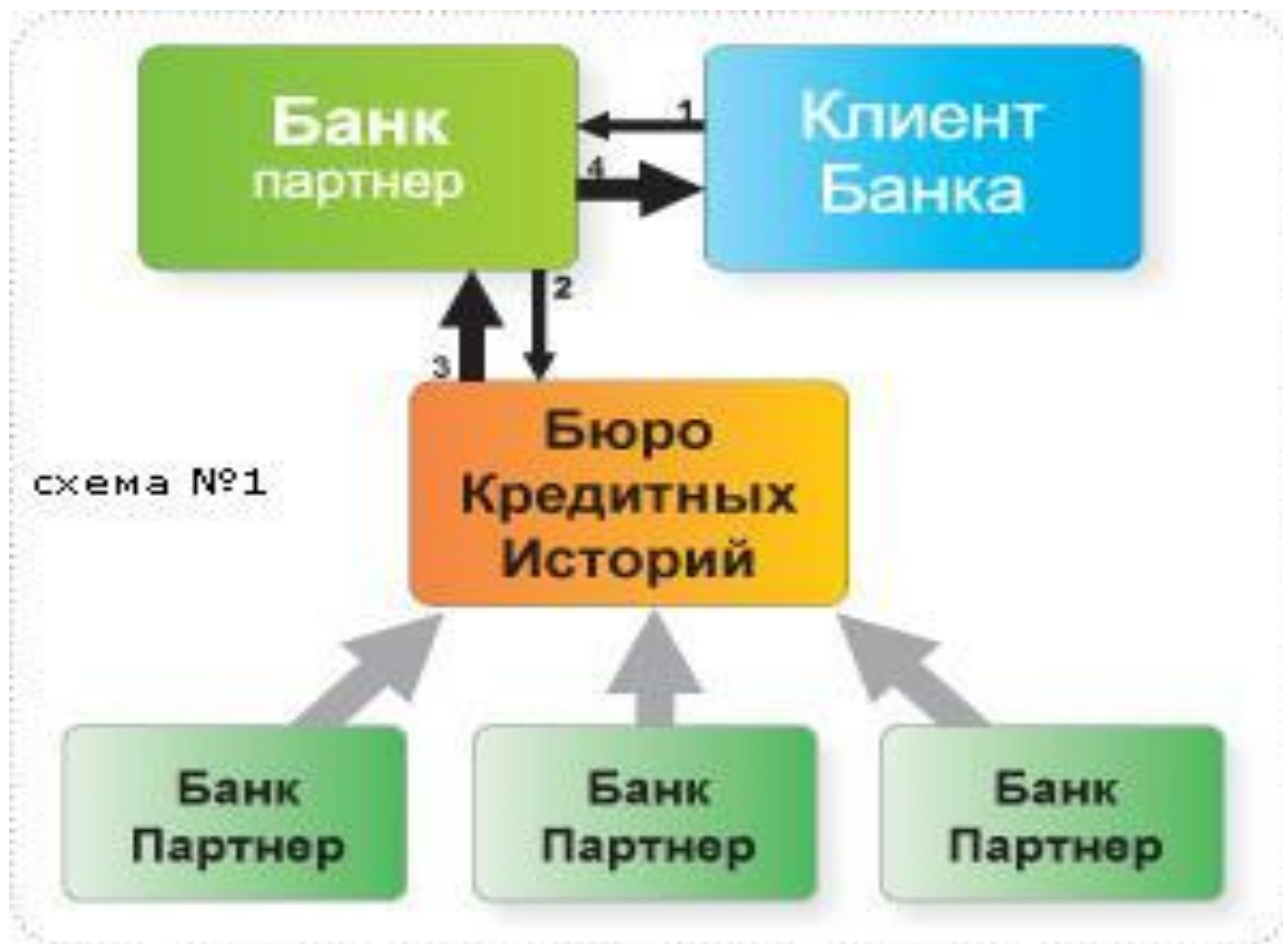 Банк
партнер
1
4
Клиент
Банка
2
3
Бюро
Кредитных
Историй
схема №1
Банк
Партнер
Банк
Партнер
Банк
Партнер